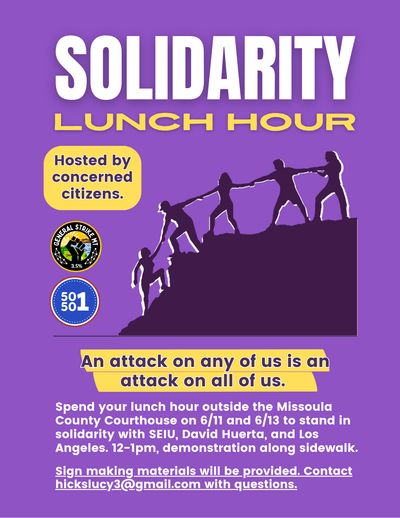 SOLIDARITY
LUNCH HOUR
Hosted by
concerned
citizens.
GENERAL STRIKE MT
3.5%
50
50
1
An attack on any of us is an
attack on all of us.
Spend your lunch hour outside the Missoula
County Courthouse on 6/11 and 6/13 to stand in
solidarity with SEIU, David Huerta, and Los
Angeles. 12-1pm, demonstration along sidewalk.
Sign making materials will be provided. Contact
hickslucy3@gmail.com with questions.